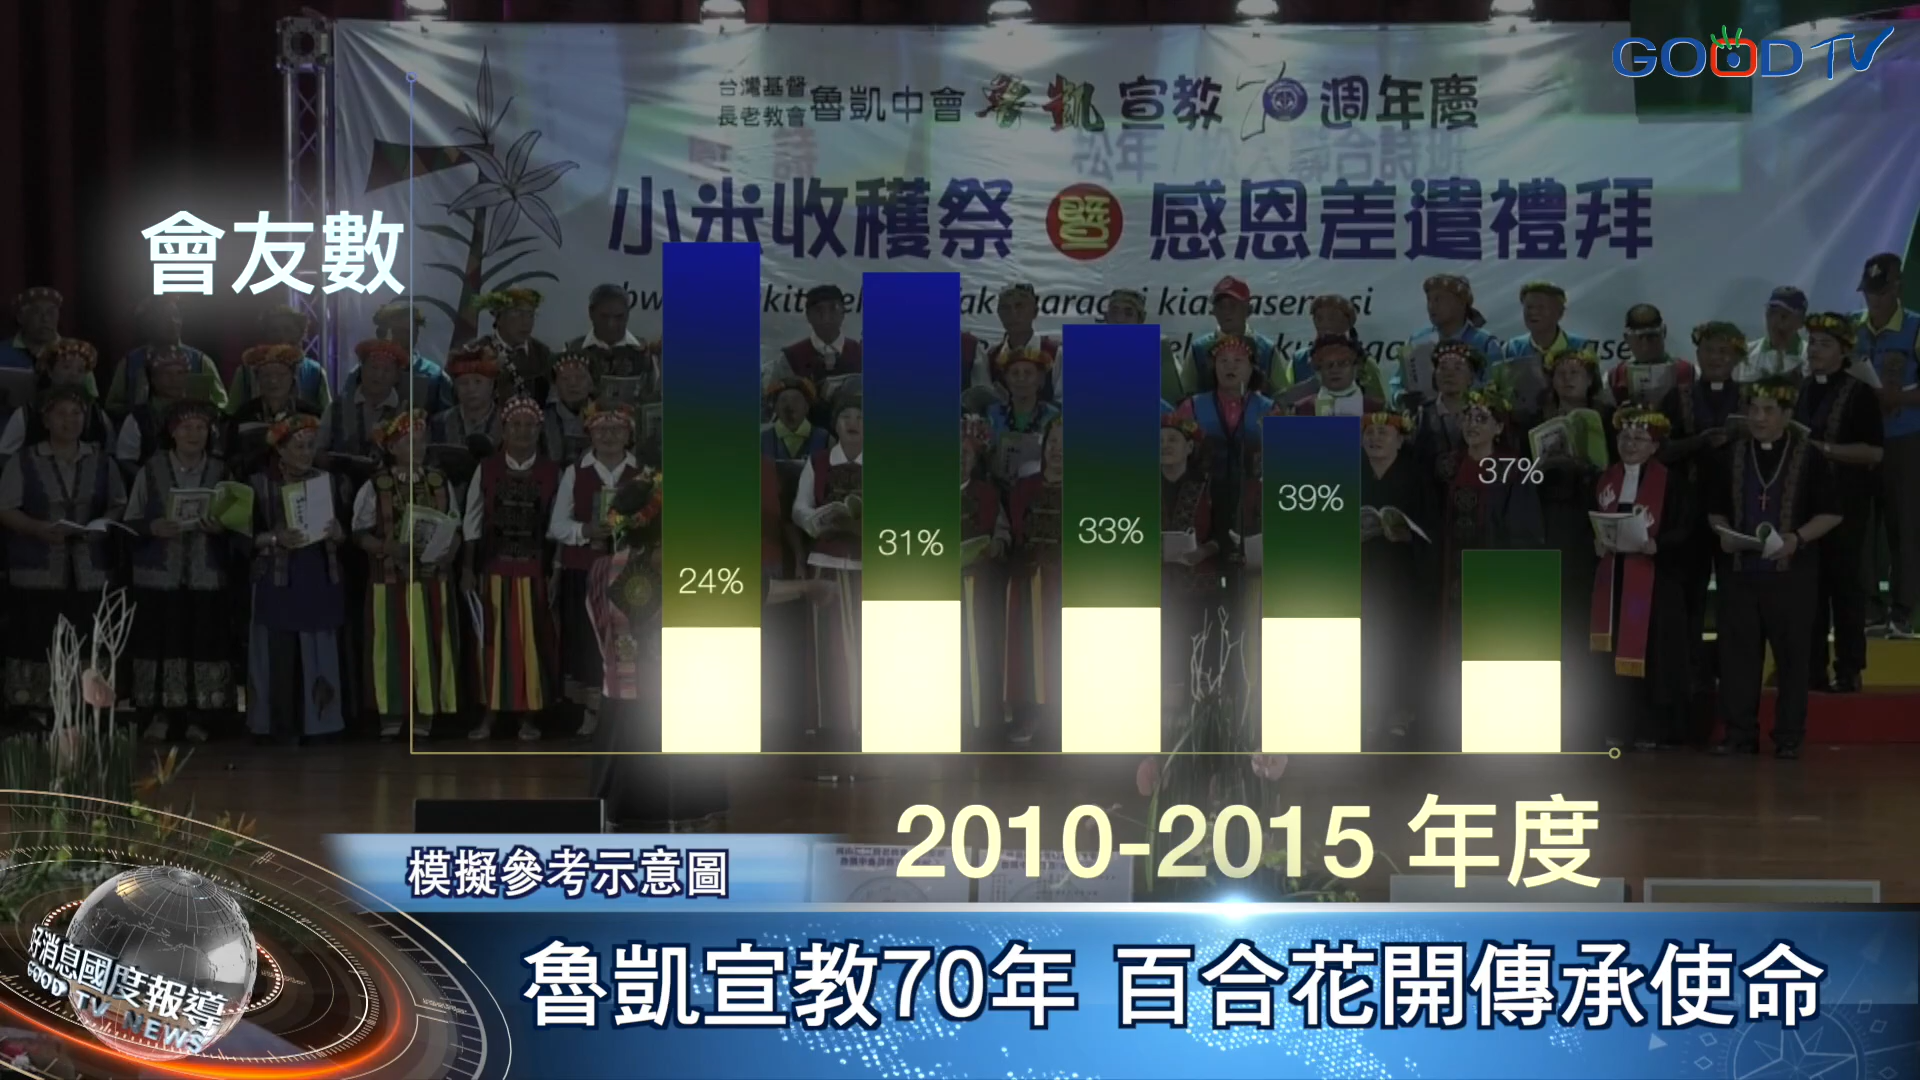 GOOD TV
台灣基督
長老教會 魯凱中會 魯凱 宣教 70 週年慶
小米收穫祭 暨 感恩差遣禮拜
會友數
24%
31%
33%
39%
37%
2010-2015 年度
模擬參考示意圖
魯凱宣教70年 百合花開傳承使命
好消息國度報導
GOOD TV NEWS